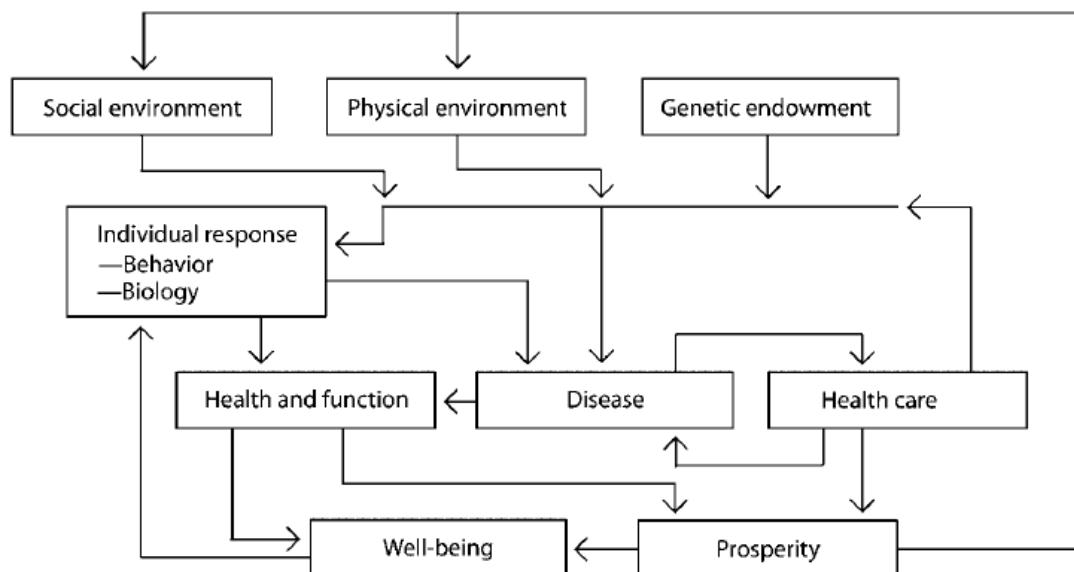 Social environment
Physical environment
Genetic endowment
Individual response
—Behavior
—Biology
Health and function
Disease
Health care
Well-being
Prosperity